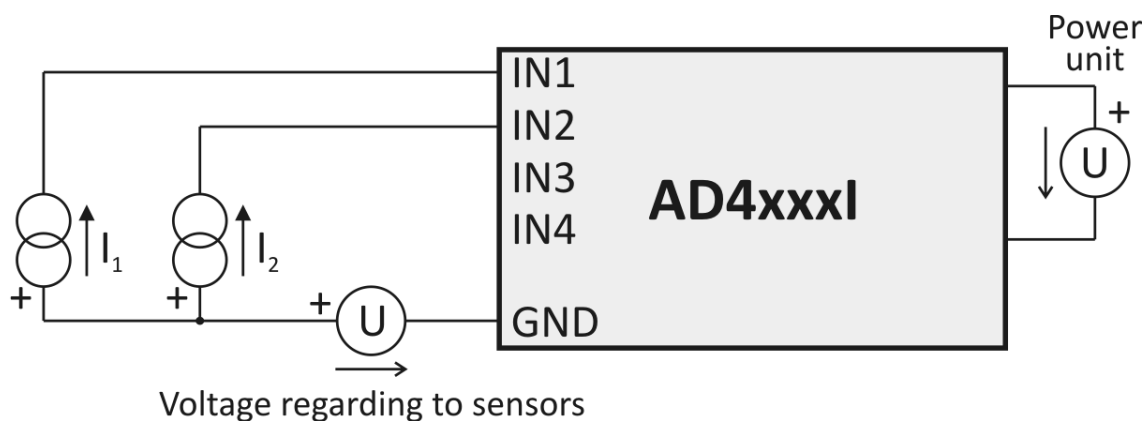 Power
unit
IN1
IN2
IN3
IN4
GND
AD4xxxI
+
U
I₁
I₂
+
+
+
U
Voltage regarding to sensors